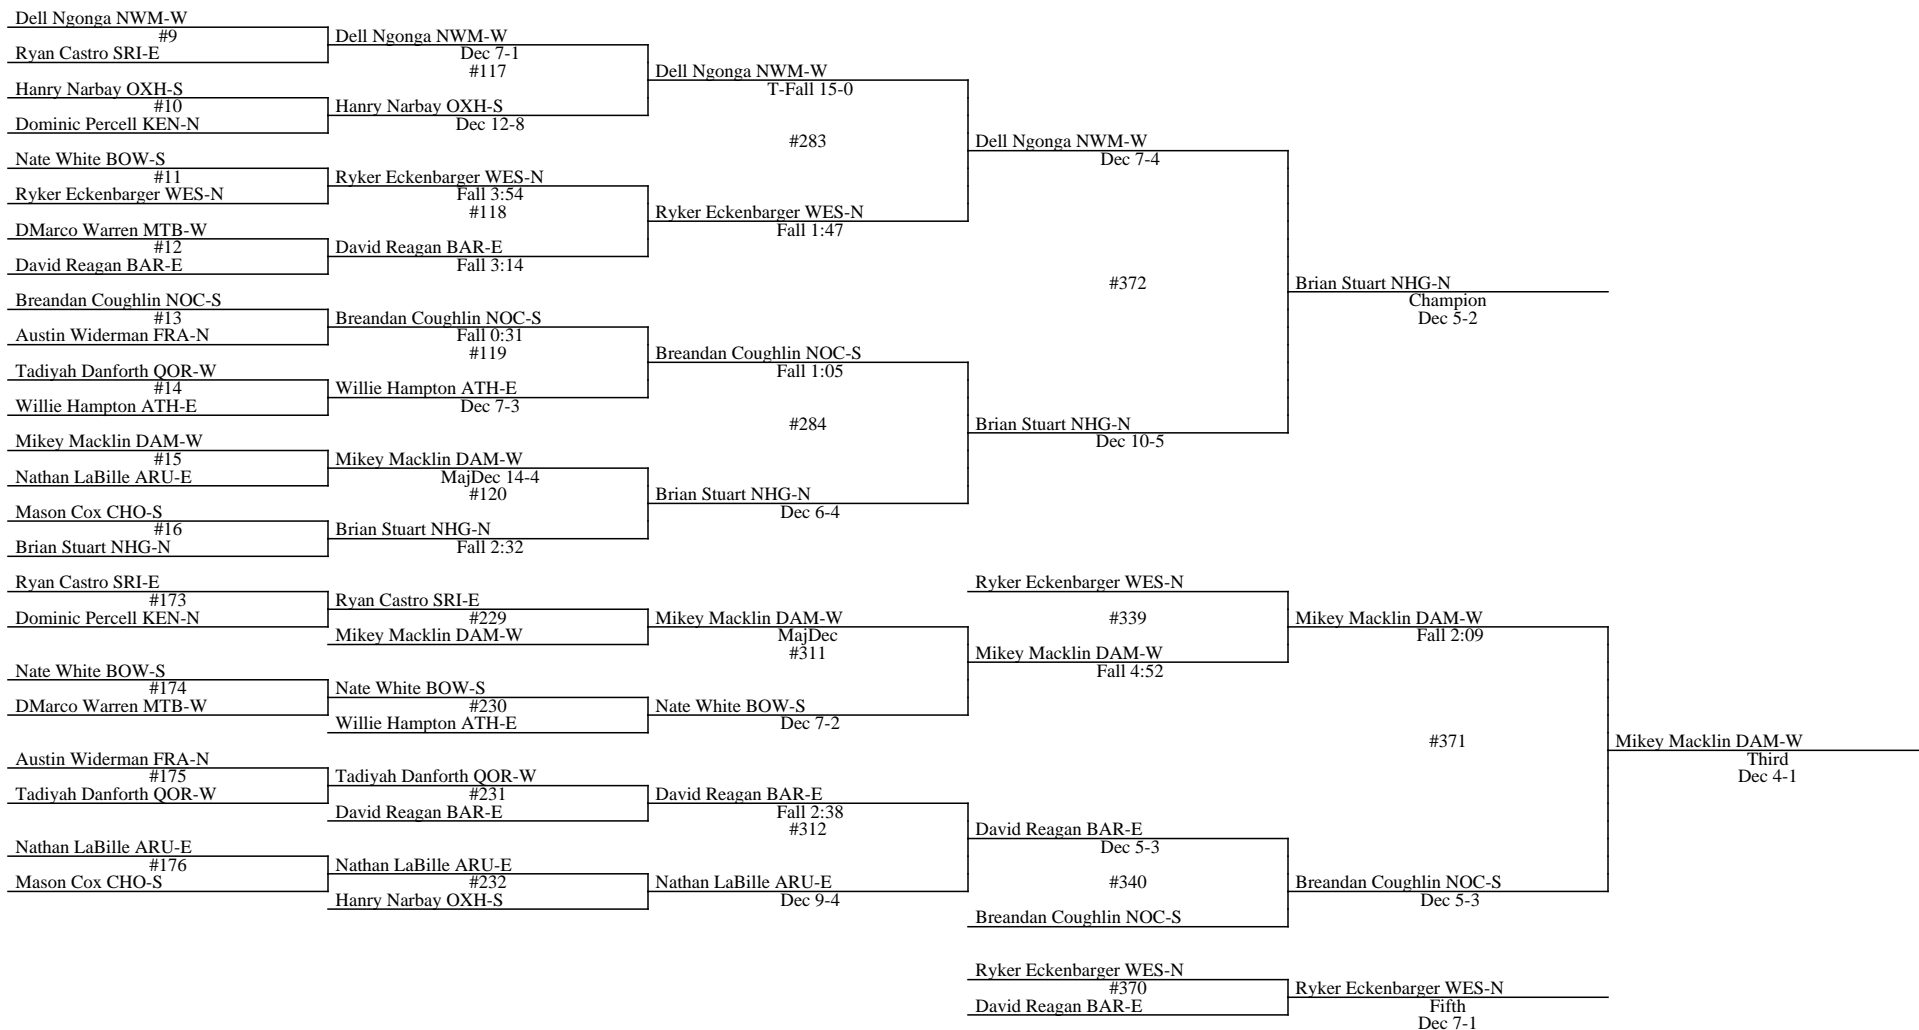 Dell Ngonga NWM-W
#9
Ryan Castro SRI-E
Hanry Narbay OXH-S
#10
Dominic Percell KEN-N
Nate White BOW-S
#11
Ryker Eckenbarger WES-N
DMarco Warren MTB-W
#12
David Reagan BAR-E
Breandan Coughlin NOC-S
#13
Austin Widerman FRA-N
Tadiyah Danforth QOR-W
#14
Willie Hampton ATH-E
Mikey Macklin DAM-W
#15
Nathan LaBille ARU-E
Mason Cox CHO-S
#16
Brian Stuart NHG-N
Dell Ngonga NWM-W
Dec 7-1
#117
Hanry Narbay OXH-S
Dec 12-8
Ryker Eckenbarger WES-N
Fall 3:54
#118
David Reagan BAR-E
Fall 3:14
Breandan Coughlin NOC-S
Fall 0:31
#119
Willie Hampton ATH-E
Dec 7-3
Mikey Macklin DAM-W
MajDec 14-4
#120
Brian Stuart NHG-N
Fall 2:32
Dell Ngonga NWM-W
T-Fall 15-0
#283
Ryker Eckenbarger WES-N
Fall 1:47
Breandan Coughlin NOC-S
Fall 1:05
#284
Brian Stuart NHG-N
Dec 6-4
Dell Ngonga NWM-W
Dec 7-4
#372
Brian Stuart NHG-N
Dec 10-5
Brian Stuart NHG-N
Champion
Dec 5-2
Ryan Castro SRI-E
#173
Dominic Percell KEN-N
Nate White BOW-S
#174
DMarco Warren MTB-W
Austin Widerman FRA-N
#175
Tadiyah Danforth QOR-W
Nathan LaBille ARU-E
#176
Mason Cox CHO-S
Ryan Castro SRI-E
#229
Mikey Macklin DAM-W
Nate White BOW-S
#230
Willie Hampton ATH-E
Tadiyah Danforth QOR-W
#231
David Reagan BAR-E
Nathan LaBille ARU-E
#232
Hanry Narbay OXH-S
Mikey Macklin DAM-W
MajDec
#311
Nate White BOW-S
Dec 7-2
David Reagan BAR-E
Fall 2:38
#312
Nathan LaBille ARU-E
Dec 9-4
Ryker Eckenbarger WES-N
#339
Mikey Macklin DAM-W
Fall 4:52
David Reagan BAR-E
Dec 5-3
#340
Breandan Coughlin NOC-S
Mikey Macklin DAM-W
Fall 2:09
#371
Breandan Coughlin NOC-S
Dec 5-3
Mikey Macklin DAM-W
Third
Dec 4-1
Ryker Eckenbarger WES-N
#370
David Reagan BAR-E
Ryker Eckenbarger WES-N
Fifth
Dec 7-1